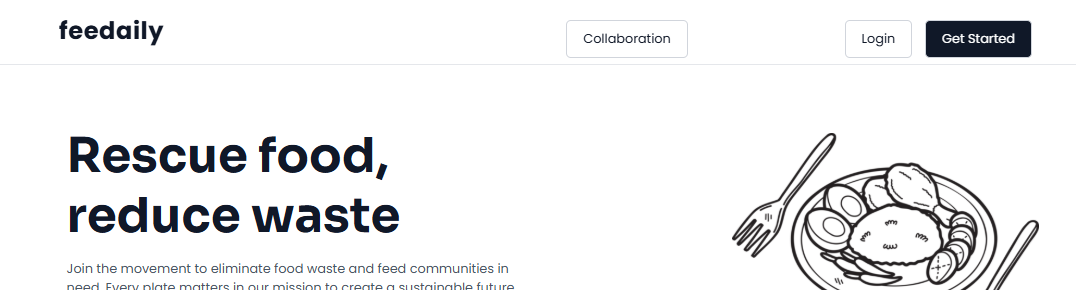 feedaily
Collaboration
Login
Get Started
Rescue food,
reduce waste
Join the movement to eliminate food waste and feed communities in
need. Every plate matters in our mission to create a sustainable future.